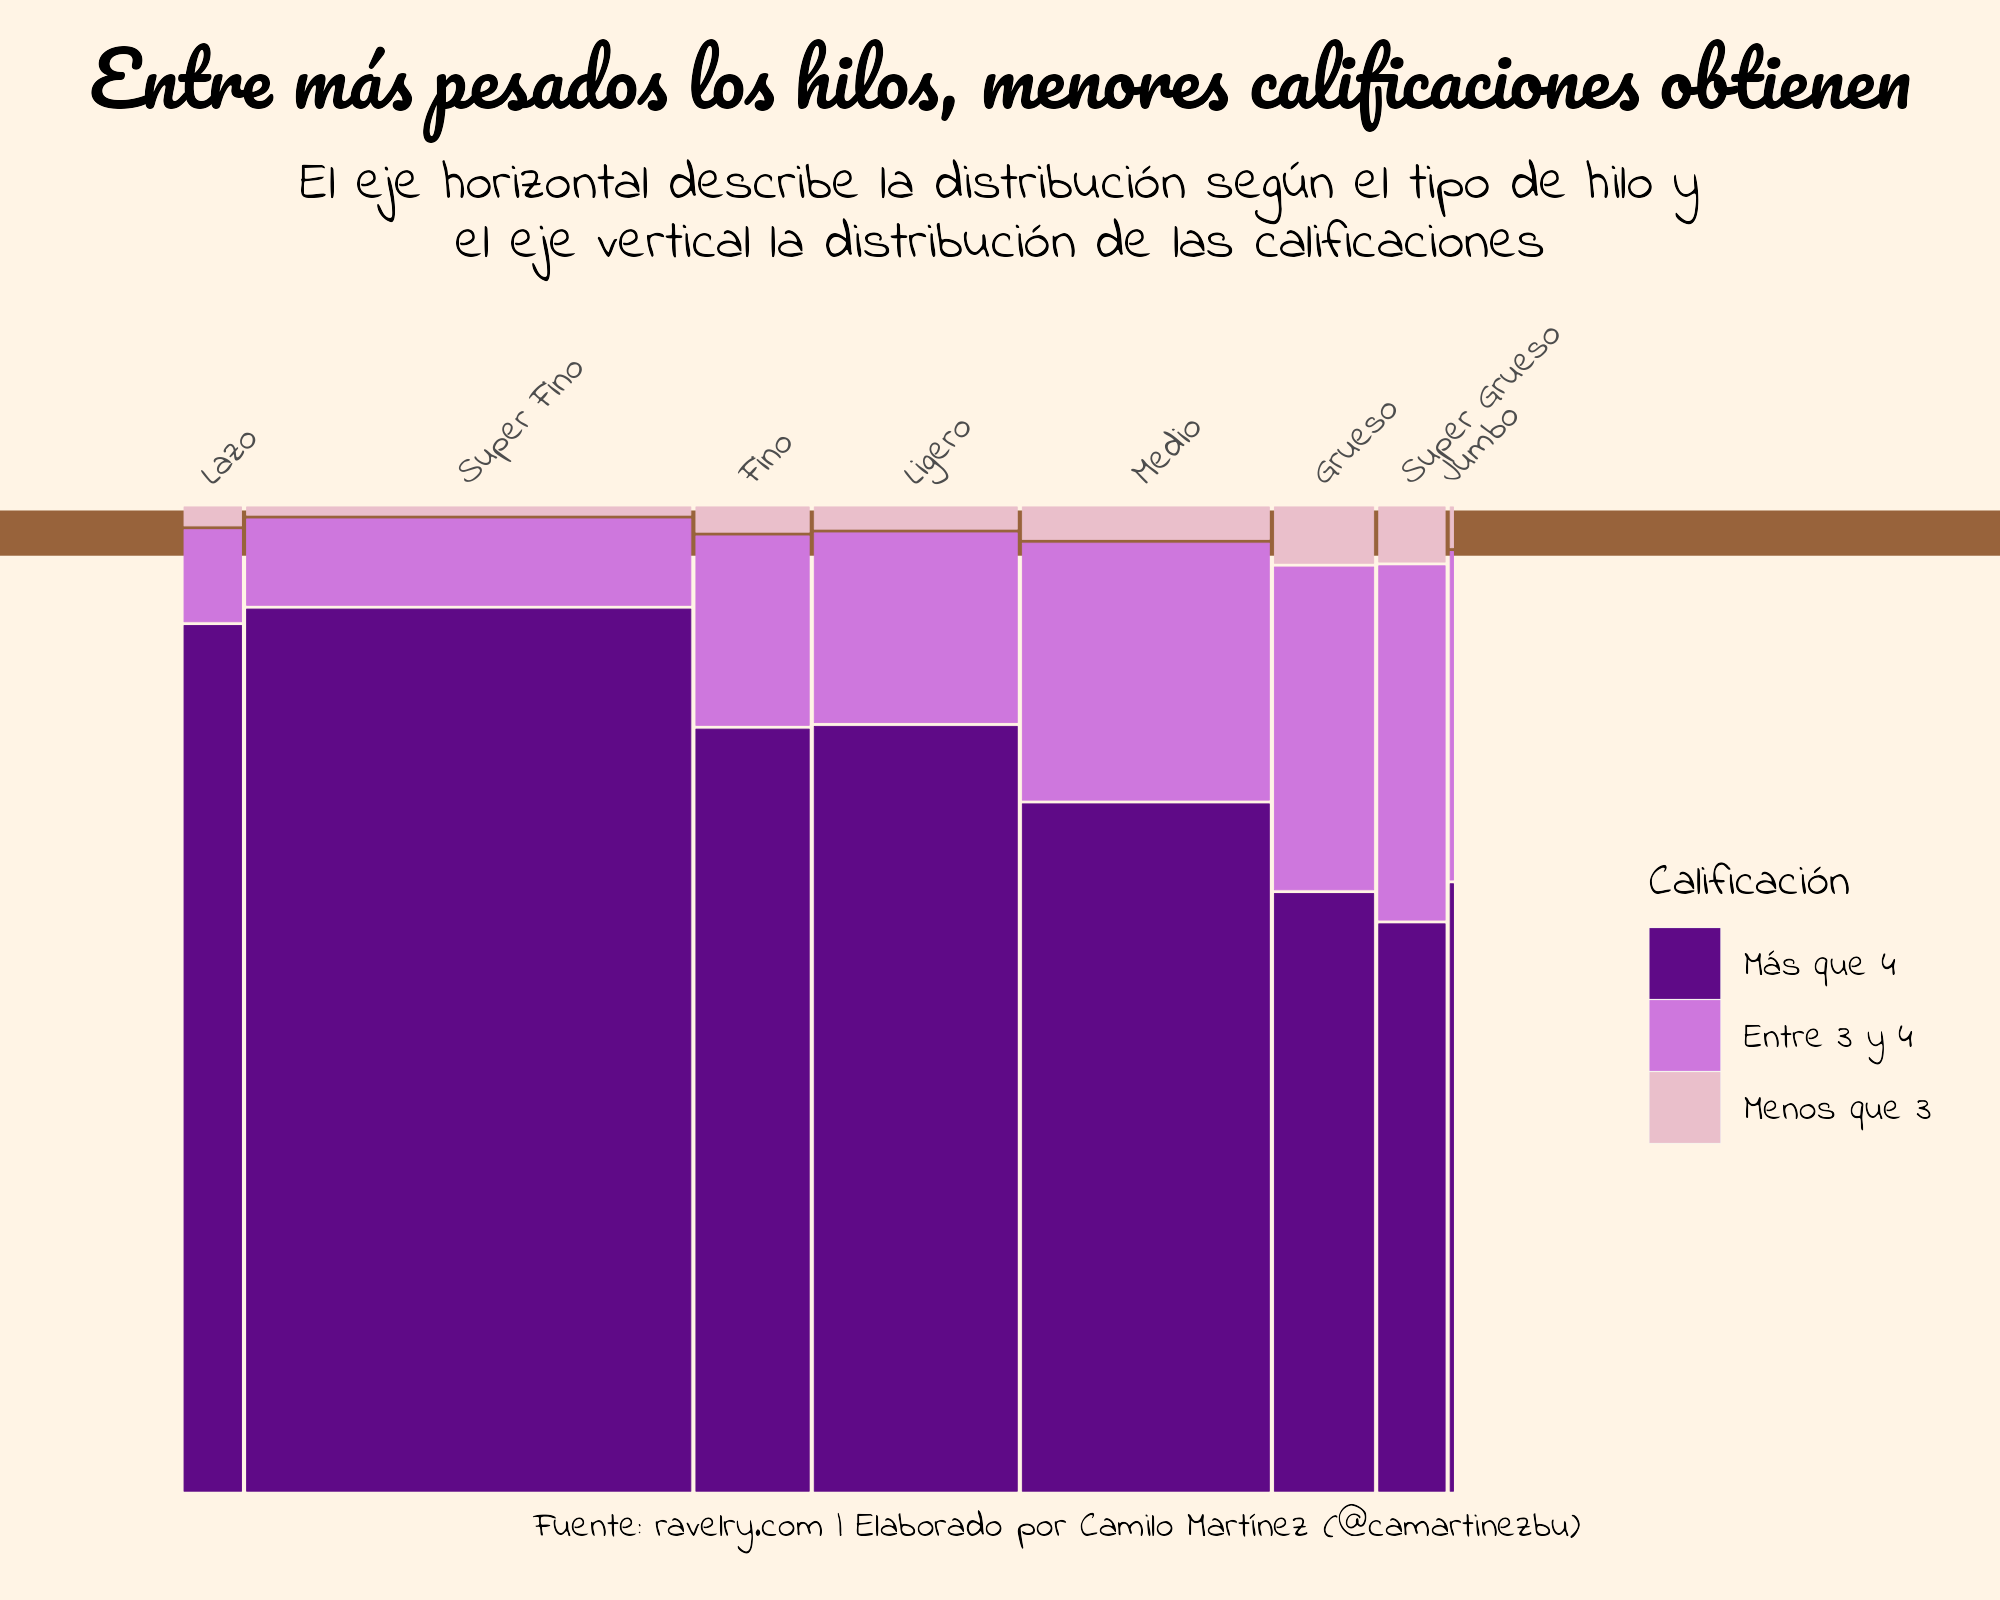 Entre más pesados los hilos, menores calificaciones obtienen
El eje horizontal describe la distribución según el tipo de hilo y
el eje vertical la distribución de las calificaciones
Lazo
Super Fino
Fino
Ligero
Medio
Grueso
Super Grueso
Jumbo
Calificación
Más que 4
Entre 3 y 4
Menos que 3
Fuente: ravelry.com | Elaborado por Camilo Martínez (@camartinezbu)